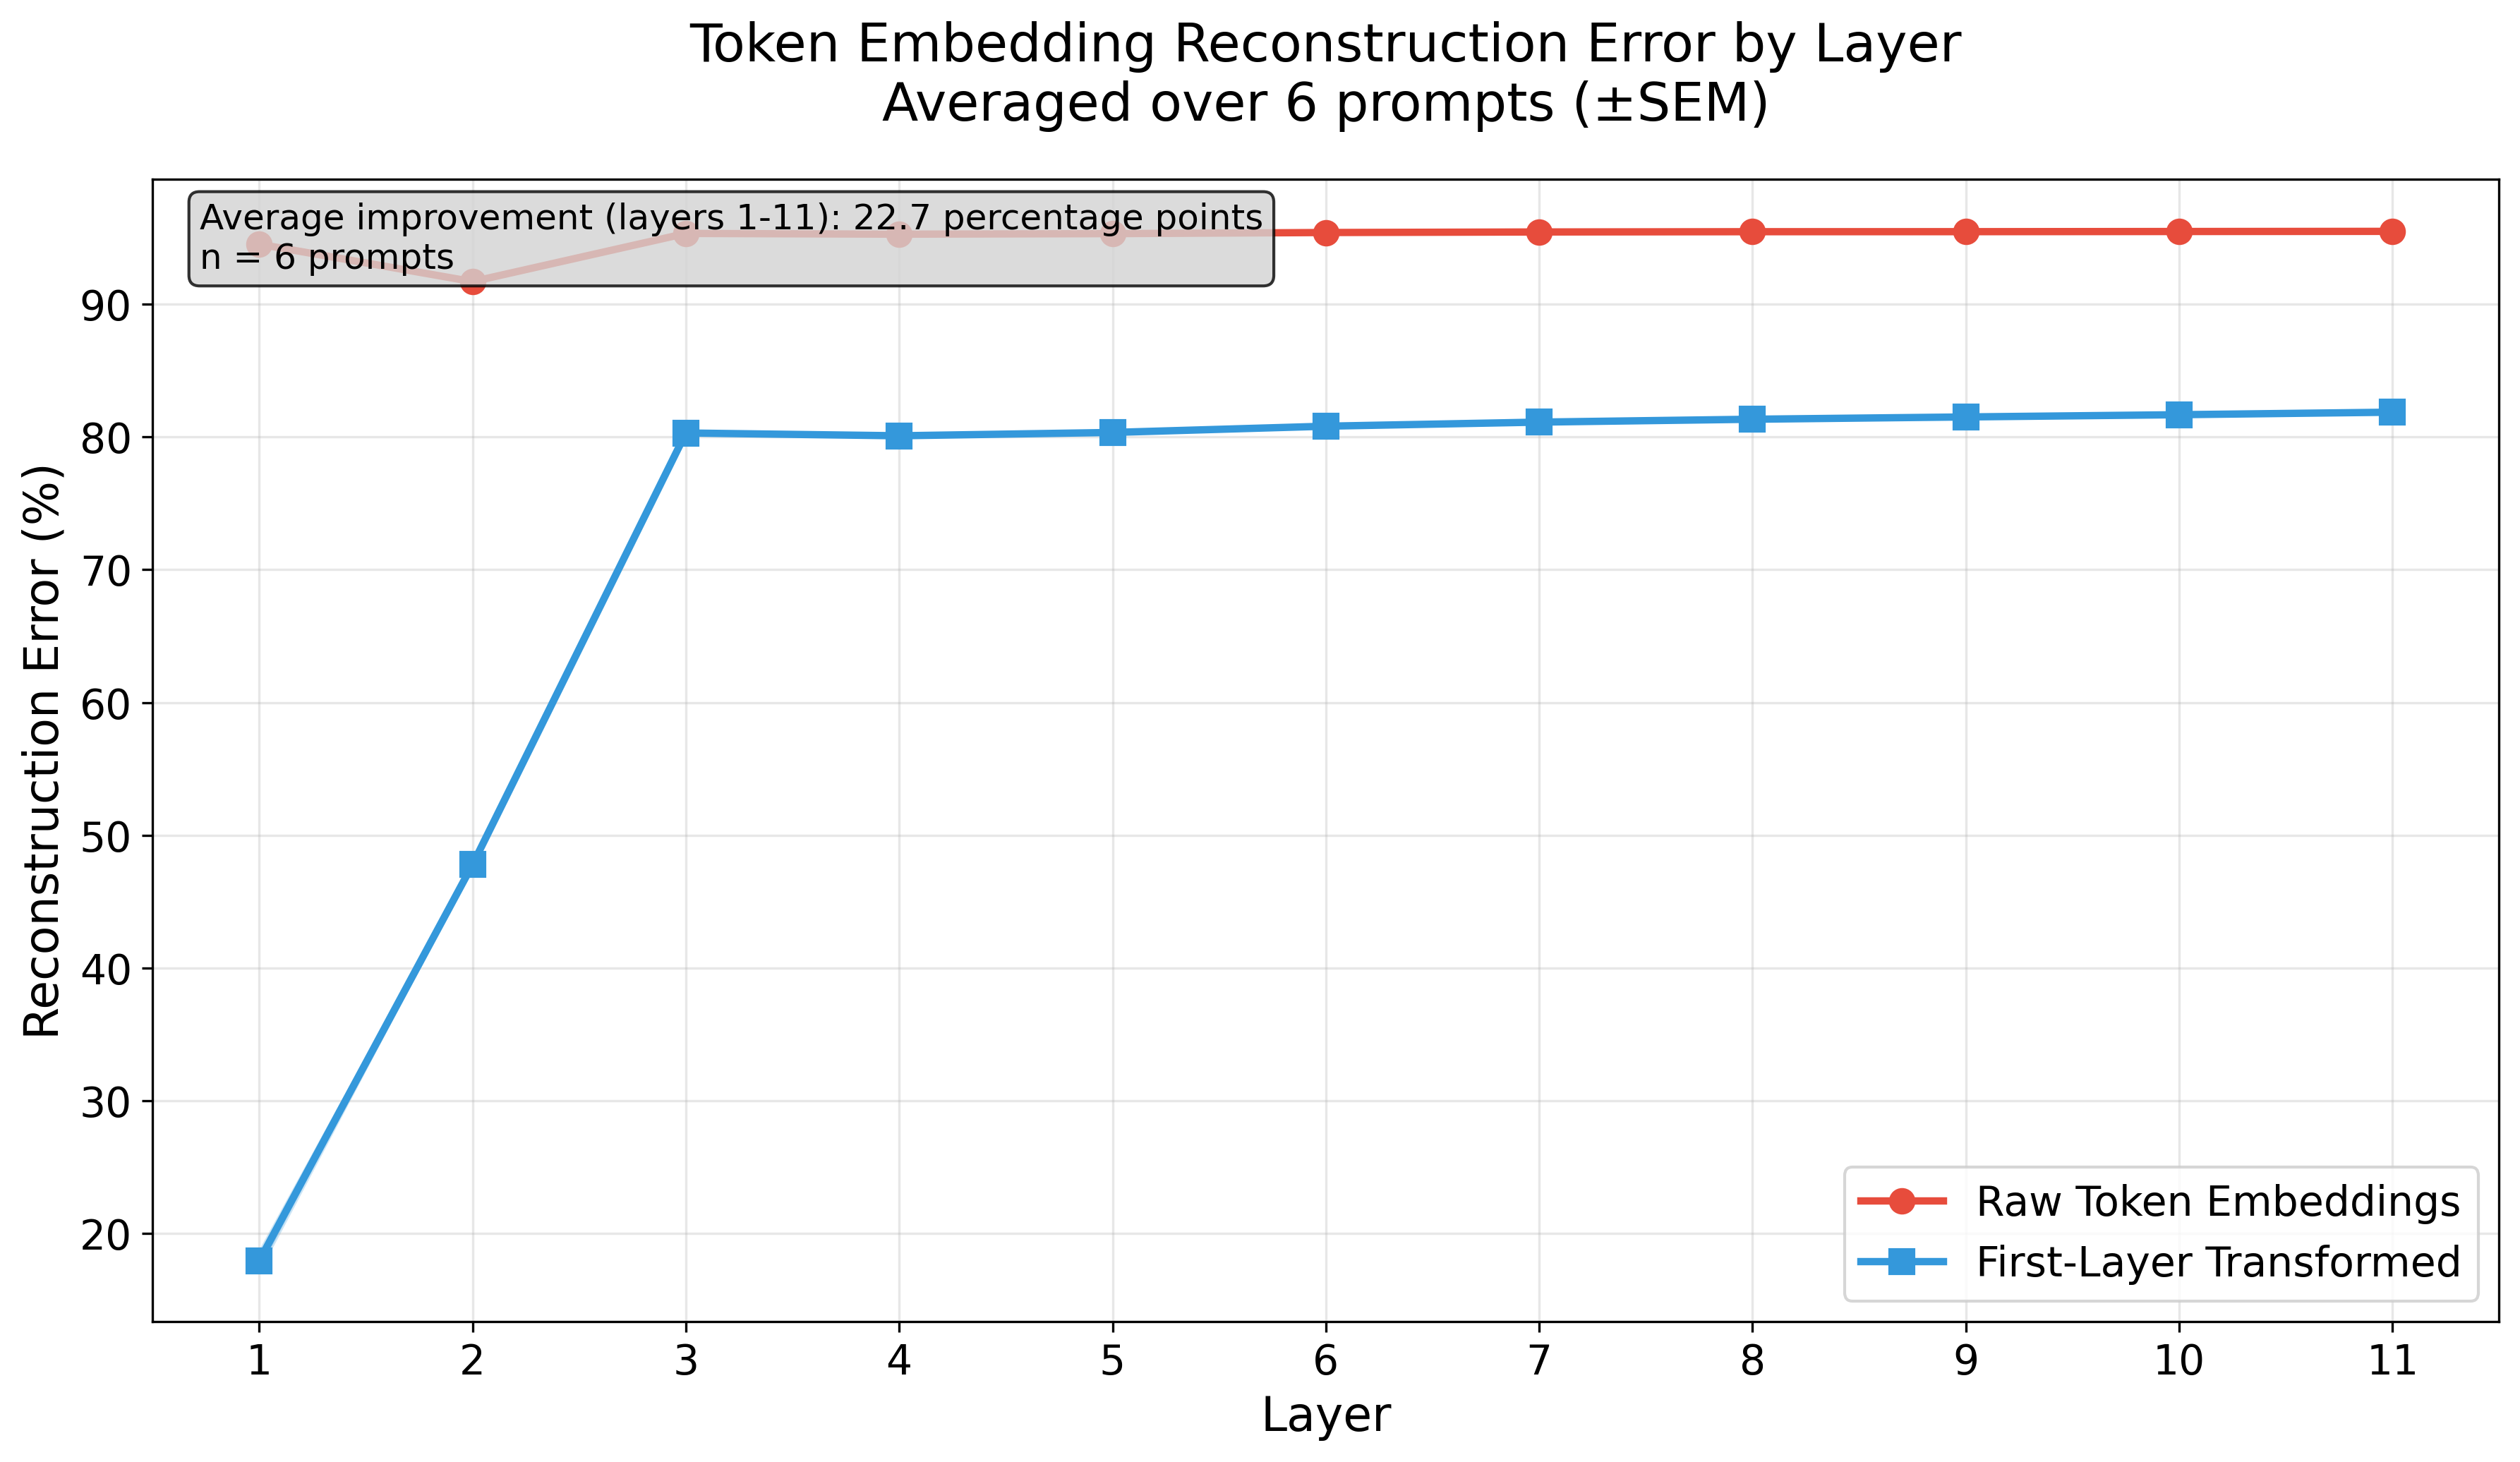 Token Embedding Reconstruction Error by Layer
Averaged over 6 prompts (±SEM)
Average improvement (layers 1-11): 22.7 percentage points
n = 6 prompts
Reconstruction Error (%)
90
80
70
60
50
40
30
20
Raw Token Embeddings
First-Layer Transformed
1 2 3 4 5 6 7 8 9 10 11
Layer